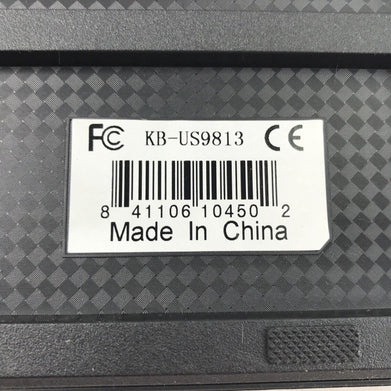 FC KB-US9813 CE
8 41106 10450 2
Made In China